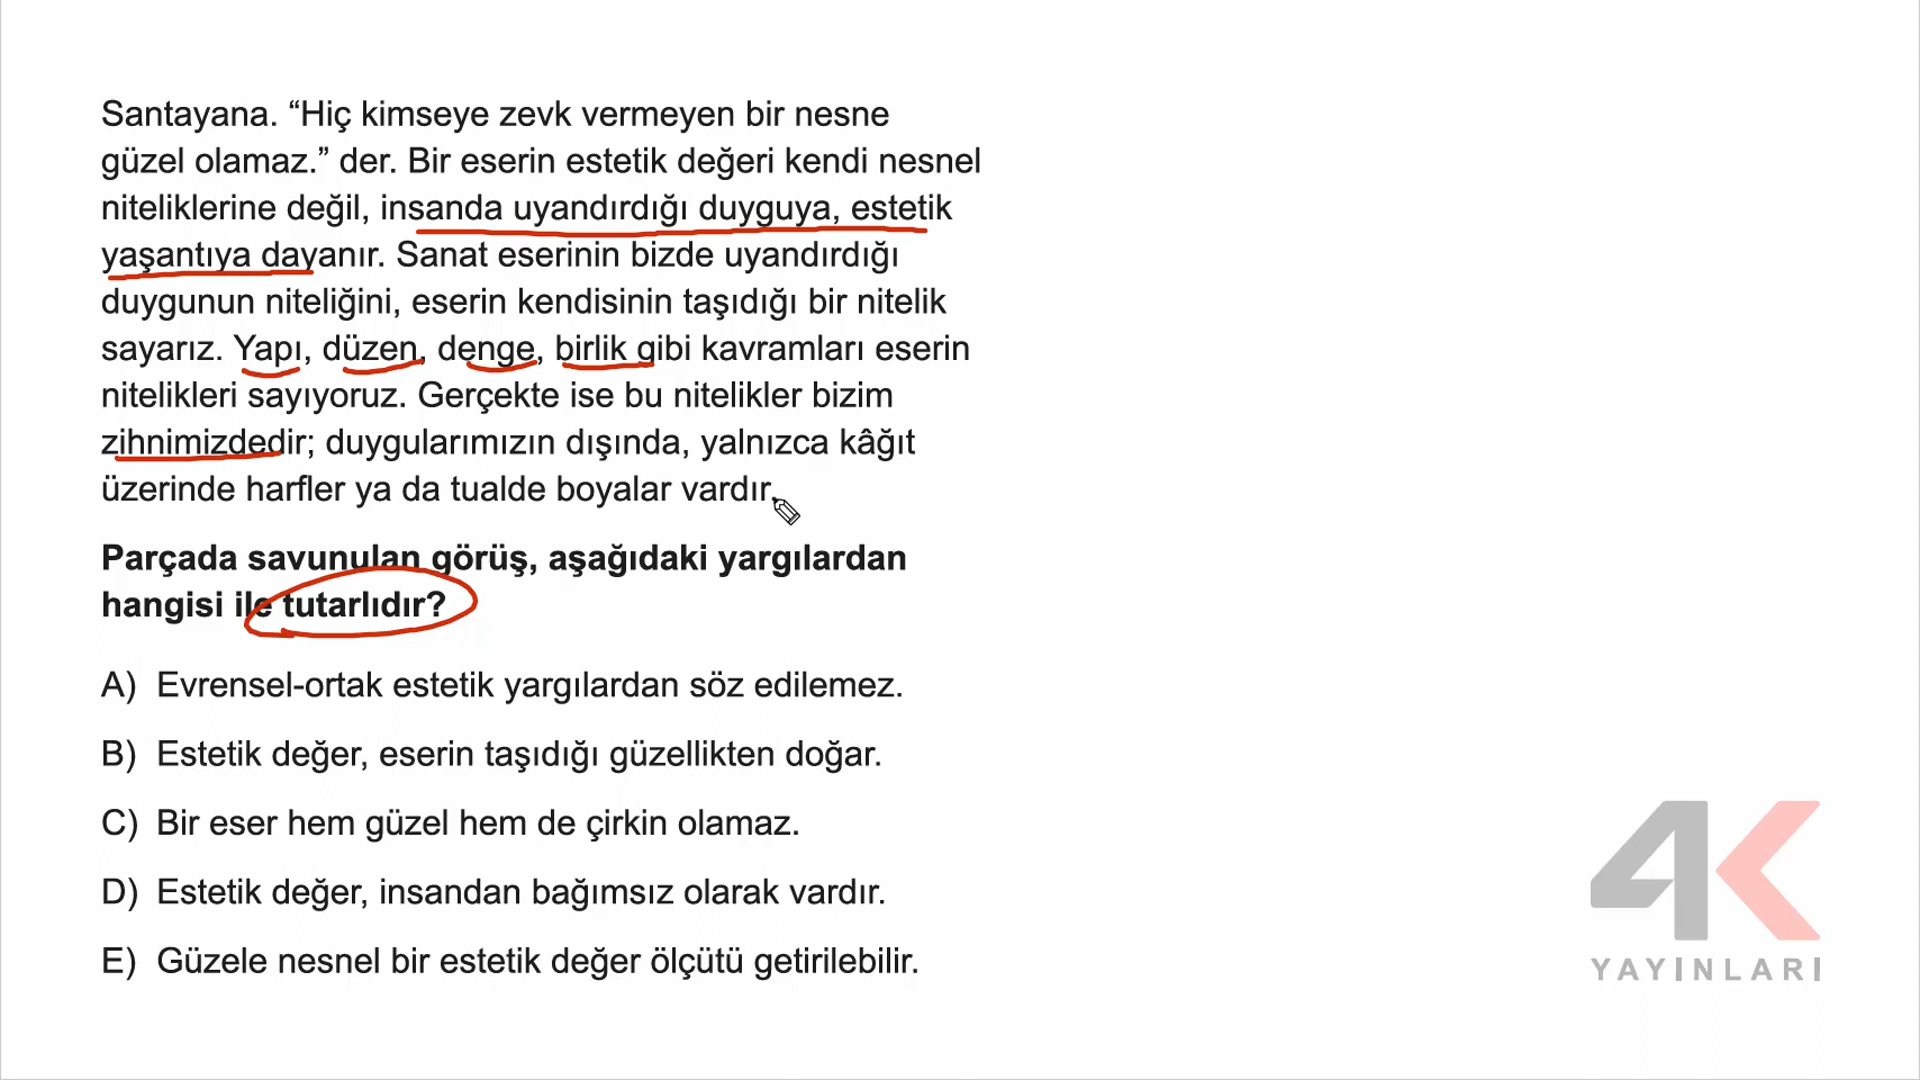 Santayana. “Hiç kimseye zevk vermeyen bir nesne
güzel olamaz.” der. Bir eserin estetik değeri kendi nesnel
niteliklerine değil, insanda uyandırdığı duyguya, estetik
yaşantıya dayanır. Sanat eserinin bizde uyandırdığı
duygunun niteliğini, eserin kendisinin taşıdığı bir nitelik
sayarız. Yapı, düzen, denge, birlik gibi kavramları eserin
nitelikleri sayıyoruz. Gerçekte ise bu nitelikler bizim
zihnimizdedir; duygularımızın dışında, yalnızca kâğıt
üzerinde harfler ya da tualde boyalar vardır.
Parçada savunulan görüş, aşağıdaki yargılardan
hangisi ile tutarlıdır?
A) Evrensel-ortak estetik yargılardan söz edilemez.
B) Estetik değer, eserin taşıdığı güzellikten doğar.
C) Bir eser hem güzel hem de çirkin olamaz.
D) Estetik değer, insandan bağımsız olarak vardır.
E) Güzele nesnel bir estetik değer ölçütü getirilebilir.
4K
YAYINLARI